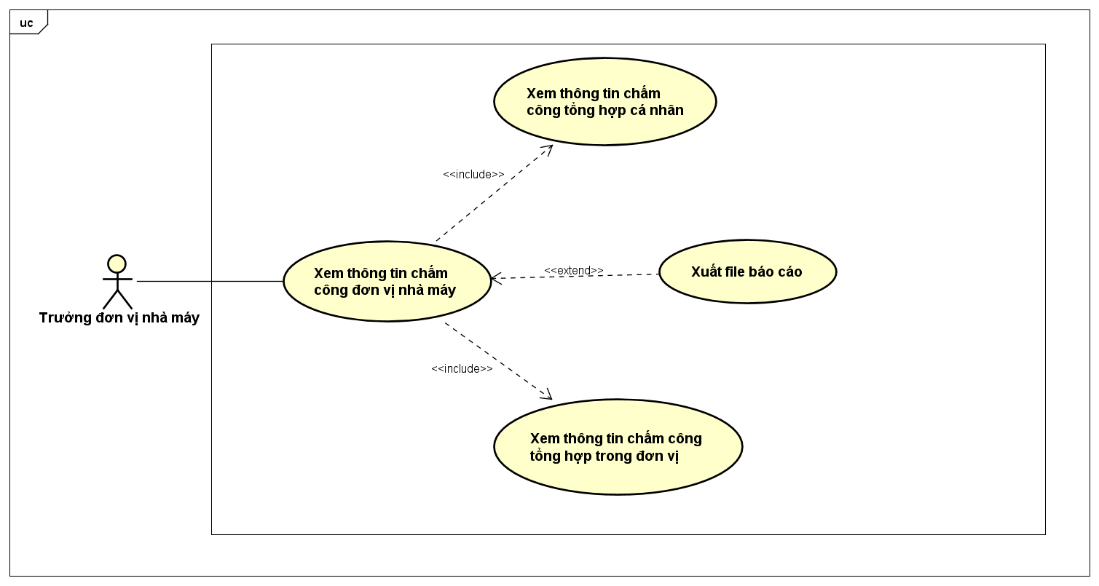 uc
Xem thông tin chấm
công tổng hợp cá nhân
<<include>>
Xem thông tin chấm
công đơn vị nhà máy
<<extend>>
Xuất file báo cáo
Trưởng đơn vị nhà máy
<<include>>
Xem thông tin chấm công
tổng hợp trong đơn vị